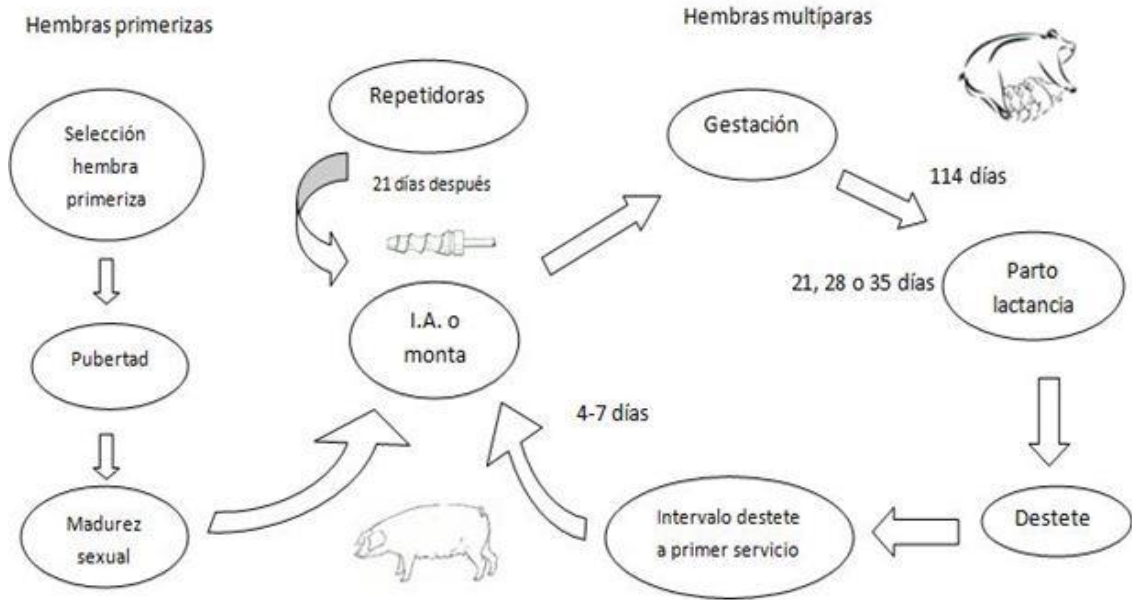 Hembras primerizas
Hembras multíparas
Selección
hembra
primeriza
Pubertad
Madurez
sexual
Repetidoras
21 días después
I.A. o
monta
Gestación
114 días
21, 28 o 35 días
Parto
lactancia
Destete
Intervalo destete
a primer servicio
4-7 días